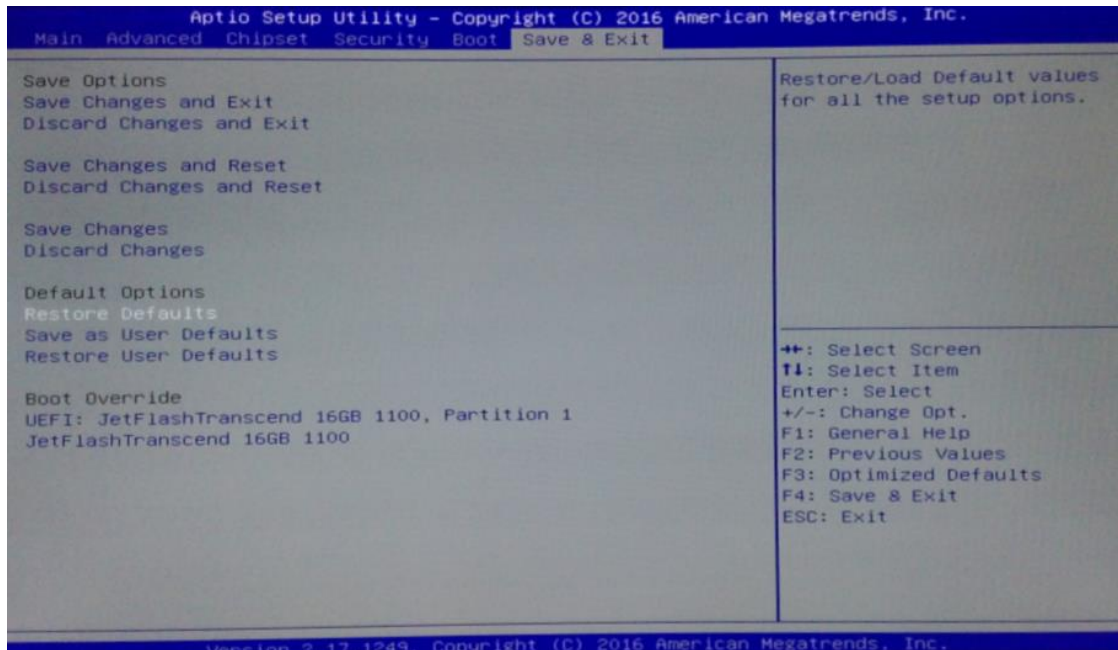 Aptio Setup Utility – Copyright (C) 2016 American Megatrends, Inc.
Main Advanced Chipset Security Boot Save & Exit
Save Options
Save Changes and Exit
Discard Changes and Exit
Save Changes and Reset
Discard Changes and Reset
Save Changes
Discard Changes
Default Options
Restore Defaults
Save as User Defaults
Restore User Defaults
Boot Override
UEFI: JetFlashTranscend 16GB 1100, Partition 1
JetFlashTranscend 16GB 1100
Restore/Load Default values
for all the setup options.
→←: Select Screen
↑↓: Select Item
Enter: Select
+/-: Change Opt.
F1: General Help
F2: Previous Values
F3: Optimized Defaults
F4: Save & Exit
ESC: Exit
Version 2.17.1249. Copyright (C) 2016 American Megatrends, Inc.